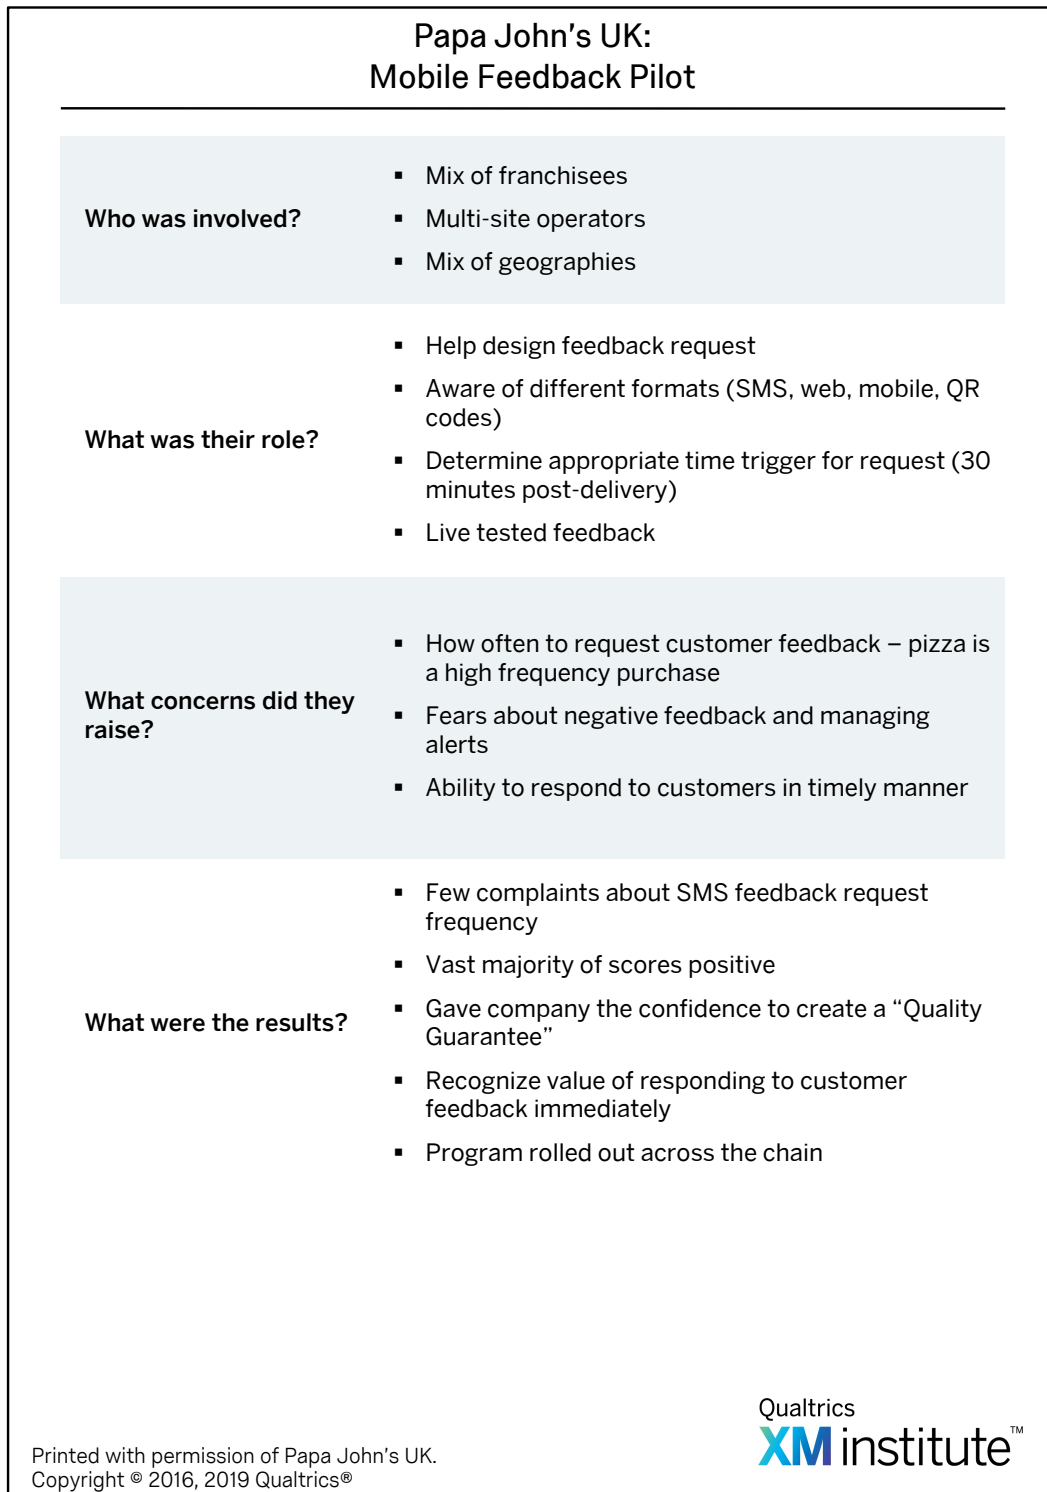 Papa John’s UK:
Mobile Feedback Pilot
Who was involved?
▪ Mix of franchisees
▪ Multi-site operators
▪ Mix of geographies
What was their role?
▪ Help design feedback request
▪ Aware of different formats (SMS, web, mobile, QR
codes)
▪ Determine appropriate time trigger for request (30
minutes post-delivery)
▪ Live tested feedback
What concerns did they
raise?
▪ How often to request customer feedback – pizza is
a high frequency purchase
▪ Fears about negative feedback and managing
alerts
▪ Ability to respond to customers in timely manner
What were the results?
▪ Few complaints about SMS feedback request
frequency
▪ Vast majority of scores positive
▪ Gave company the confidence to create a “Quality
Guarantee”
▪ Recognize value of responding to customer
feedback immediately
▪ Program rolled out across the chain
Printed with permission of Papa John’s UK.
Copyright © 2016, 2019 Qualtrics®
Qualtrics
XM institute™